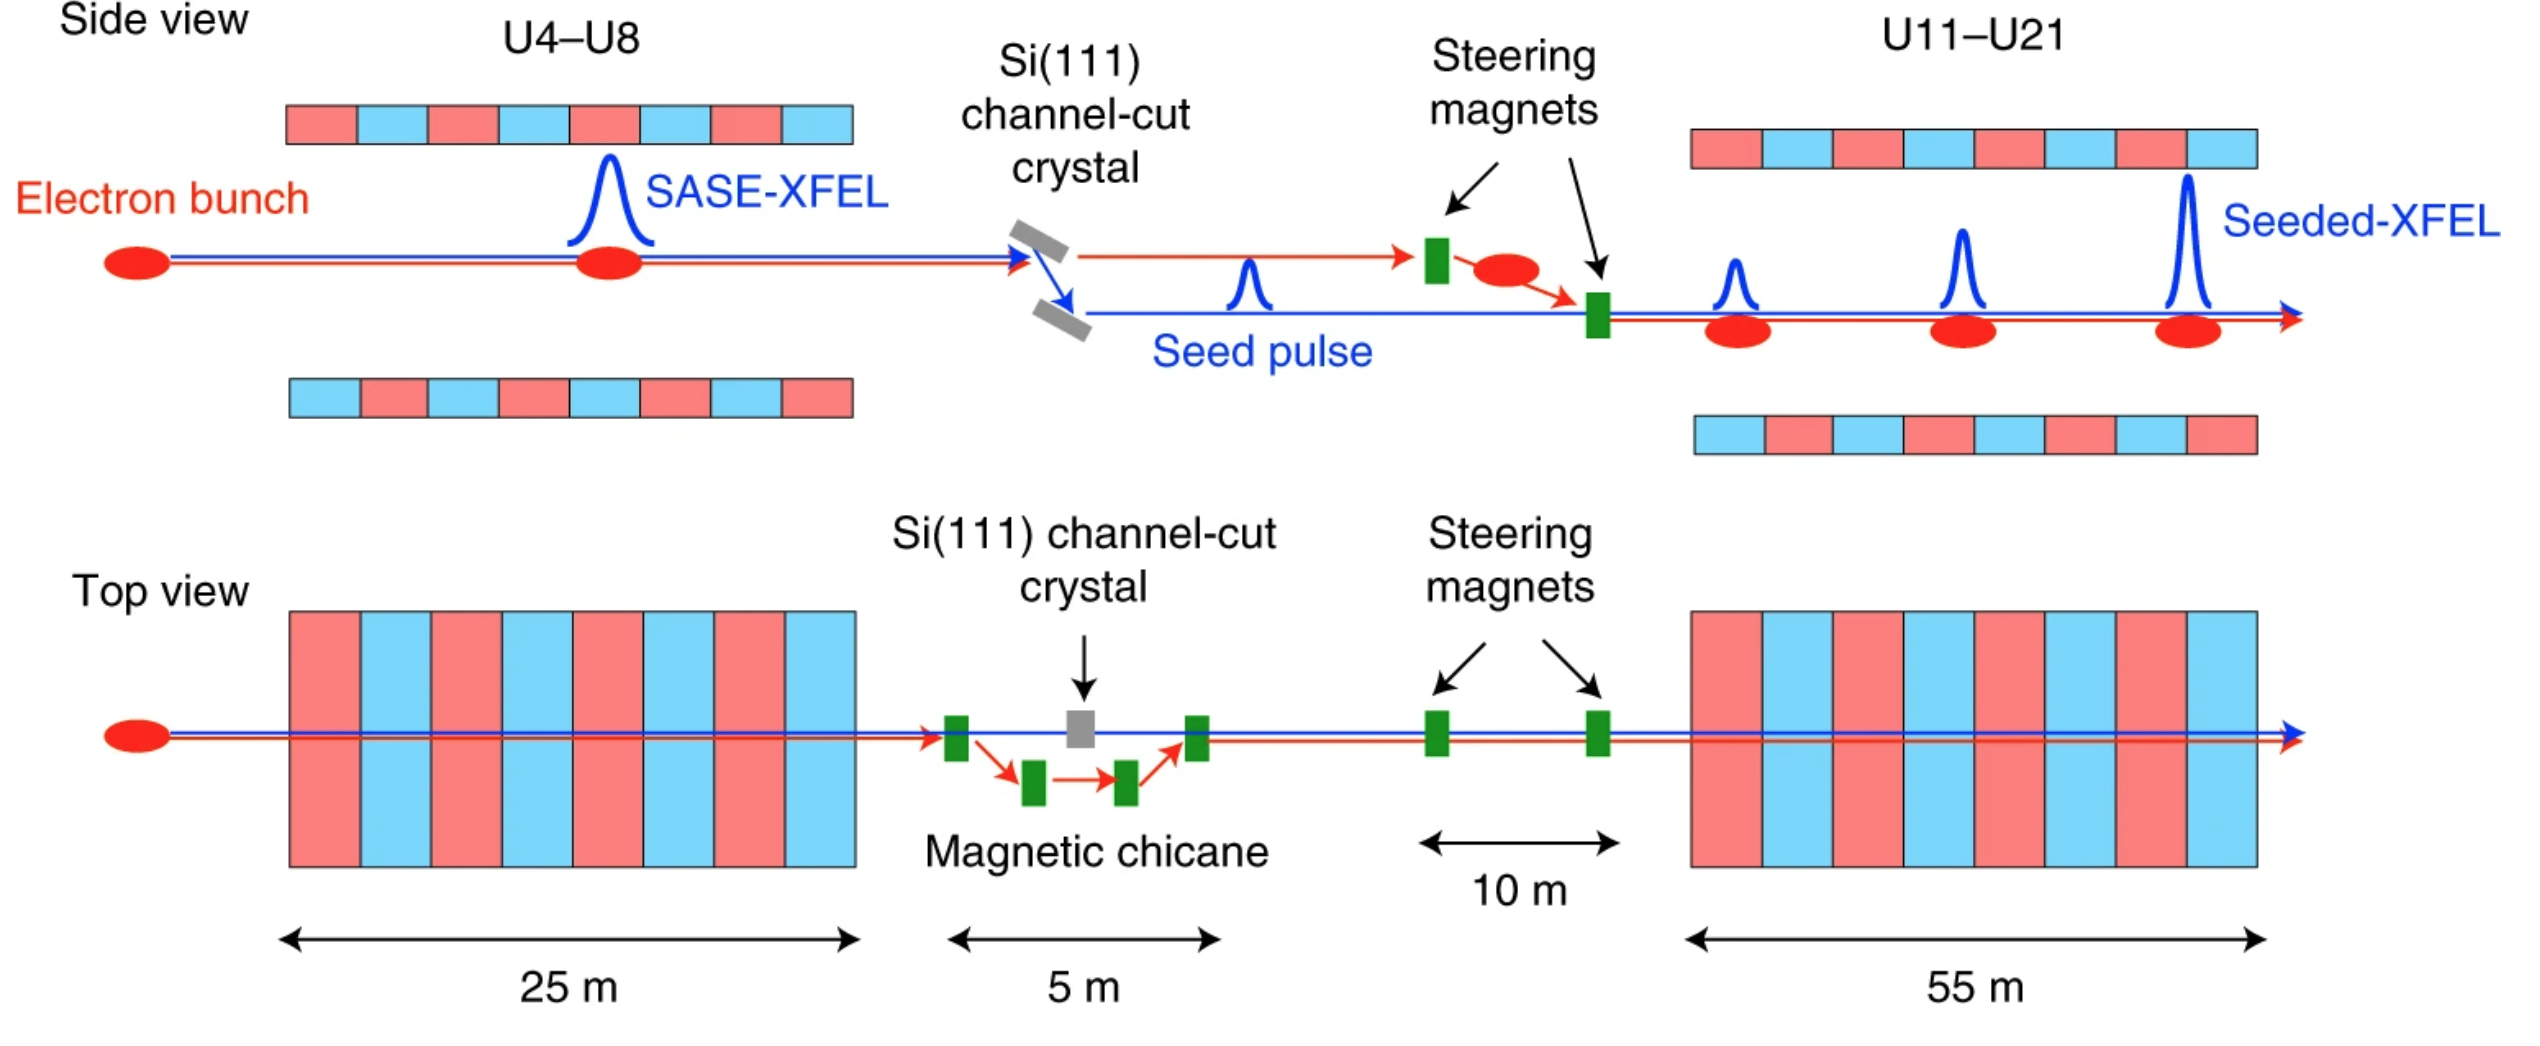 Side view
U4–U8
Si(111)
channel-cut
crystal
Steering
magnets
U11–U21
Electron bunch
SASE-XFEL
Seeded-XFEL
Seed pulse
Top view
Si(111) channel-cut
crystal
Steering
magnets
Magnetic chicane
10 m
25 m
5 m
55 m